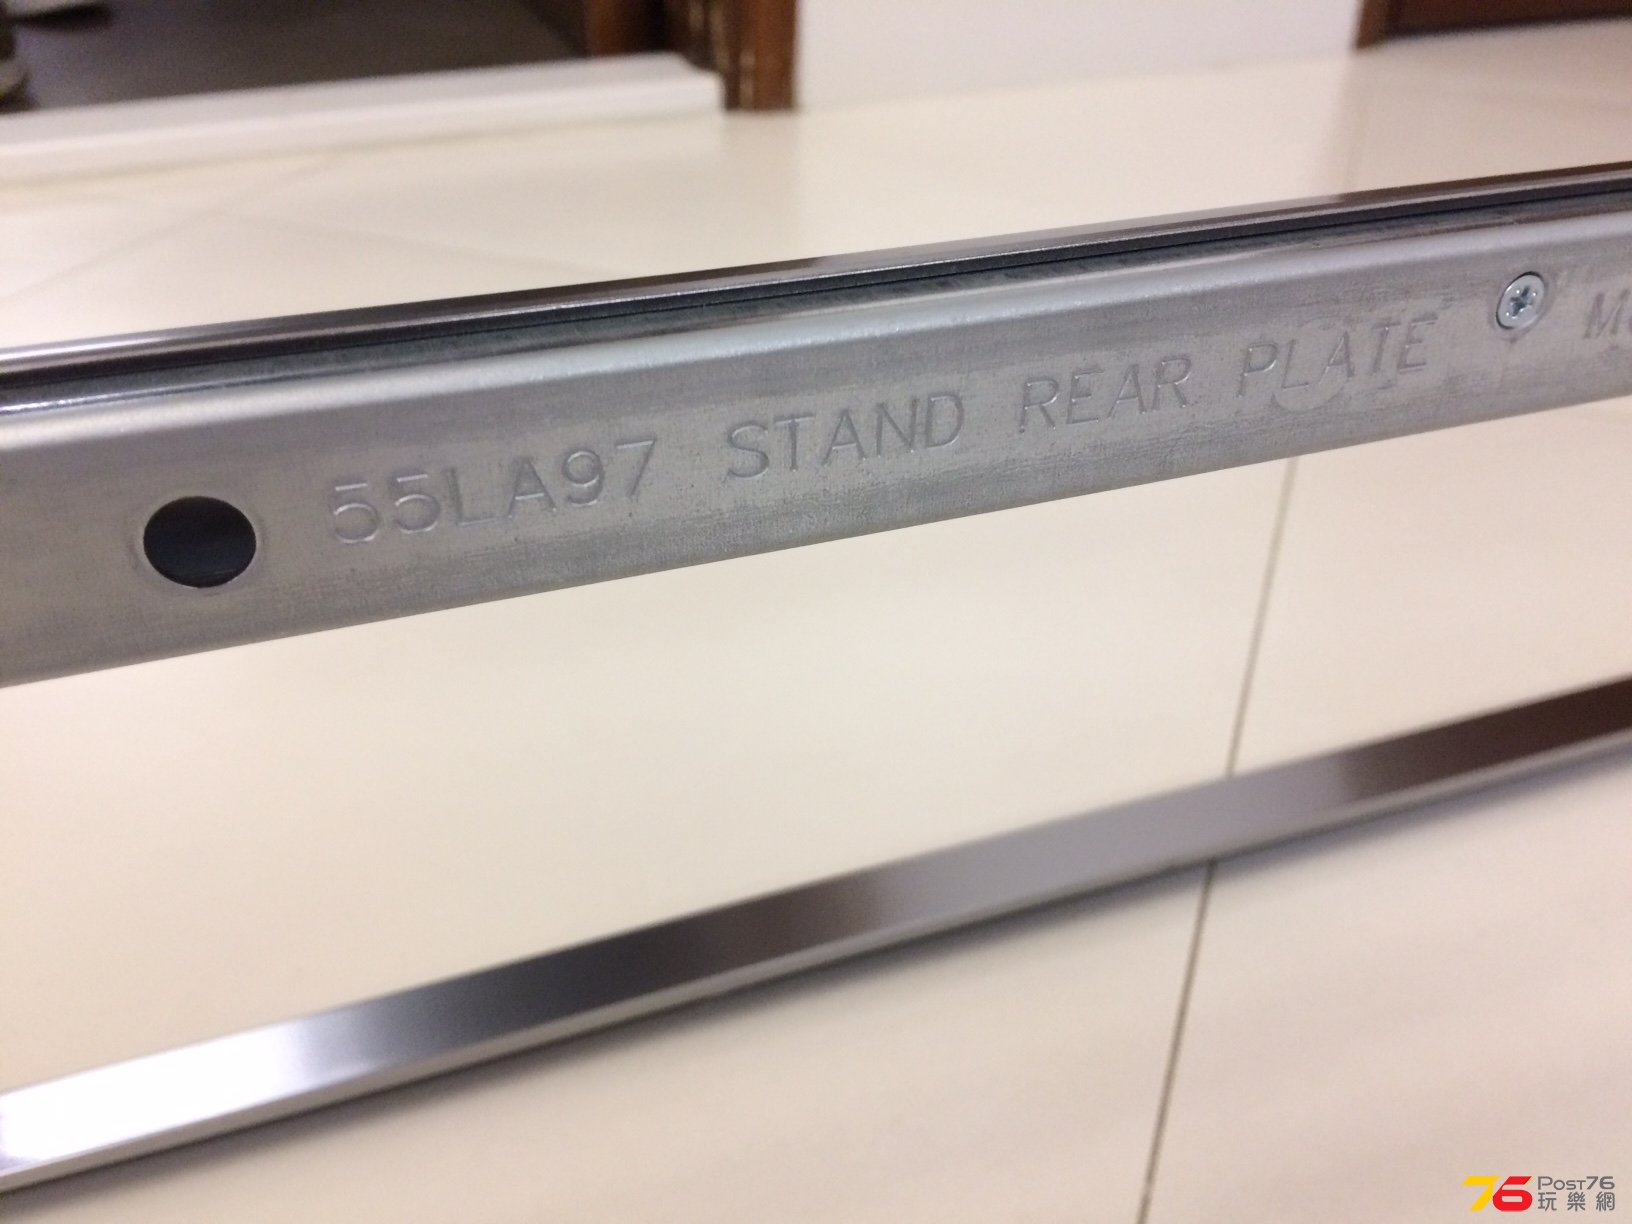 55LA97 STAND REAR PLATE
76 POST76
玩樂網